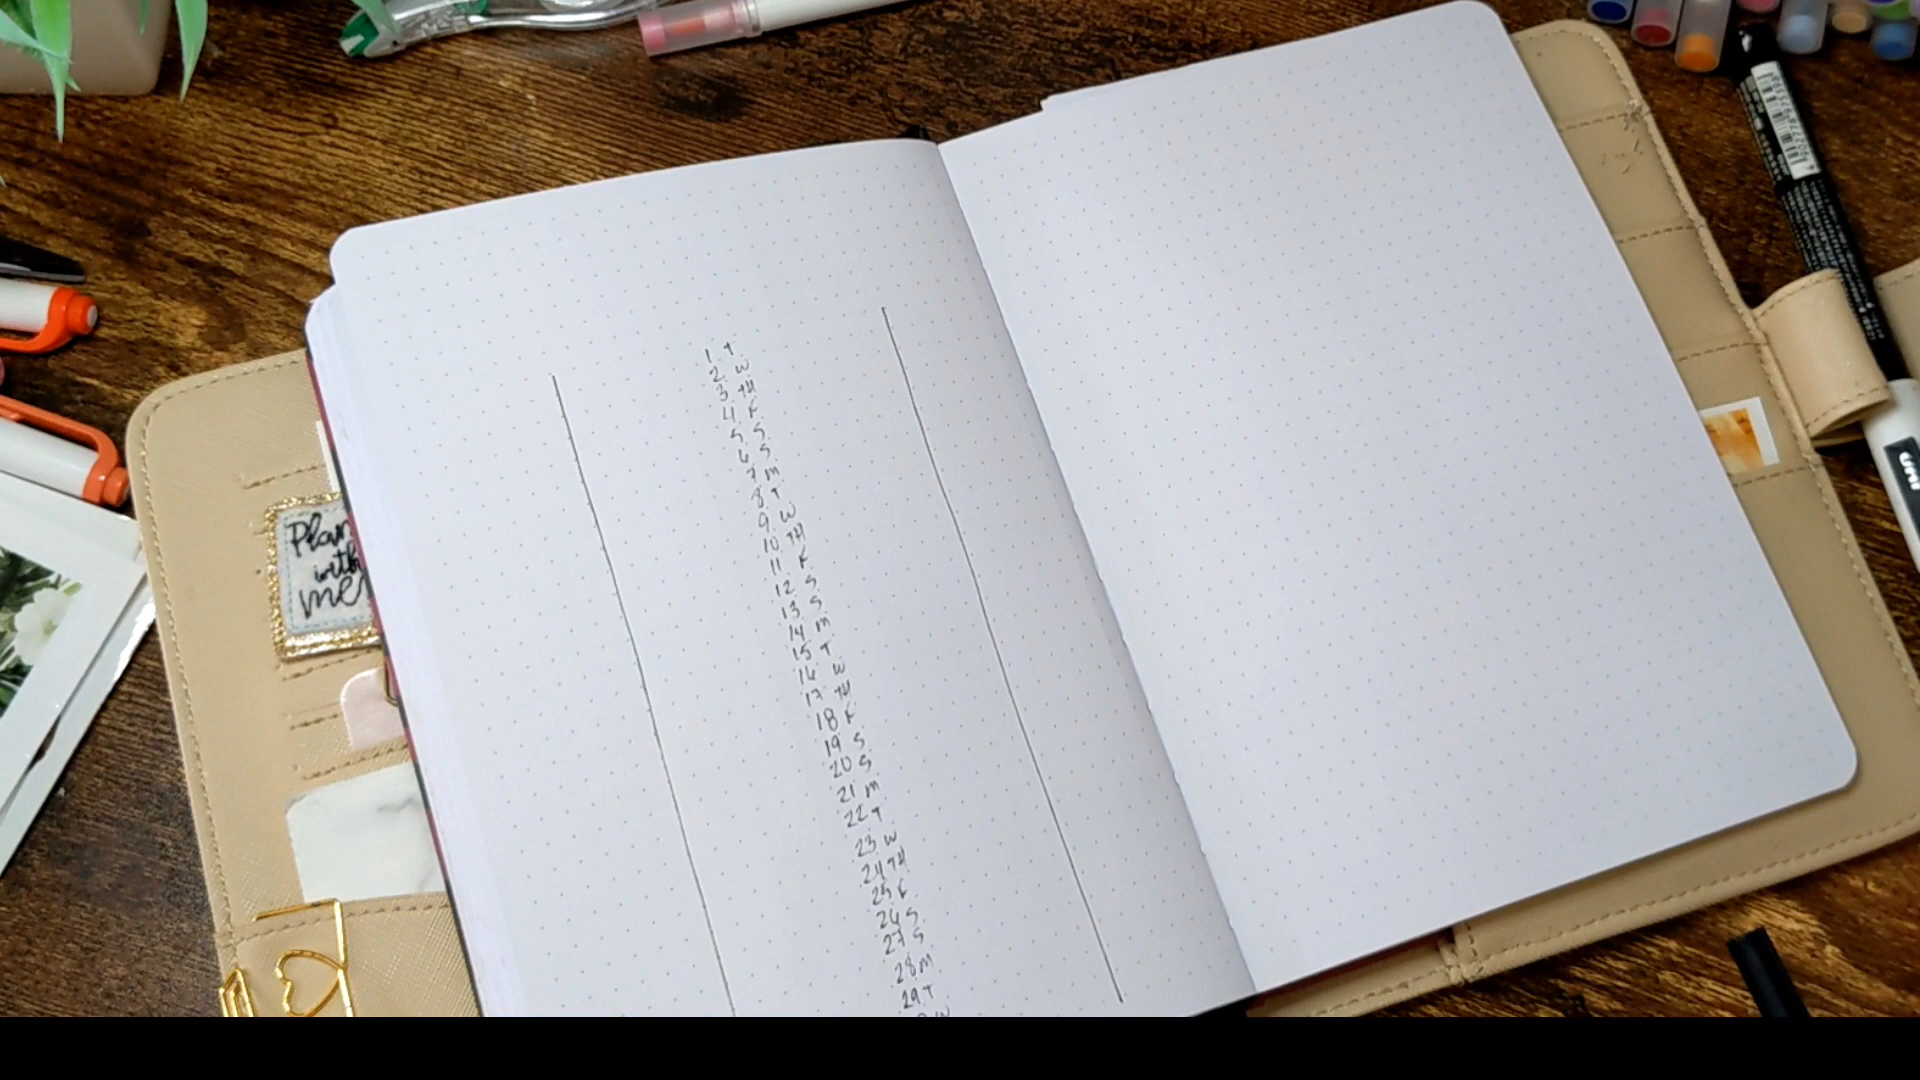 1 T
2 W
3 TH
4 F
5 S
6 S
7 M
8 T
9 W
10 TH
11 F
12 S
13 S
14 M
15 T
16 W
17 TH
18 F
19 S
20 S
21 M
22 T
23 W
24 TH
25 F
26 S
27 S
28 M
29 T
W
Plan
with
me
uni